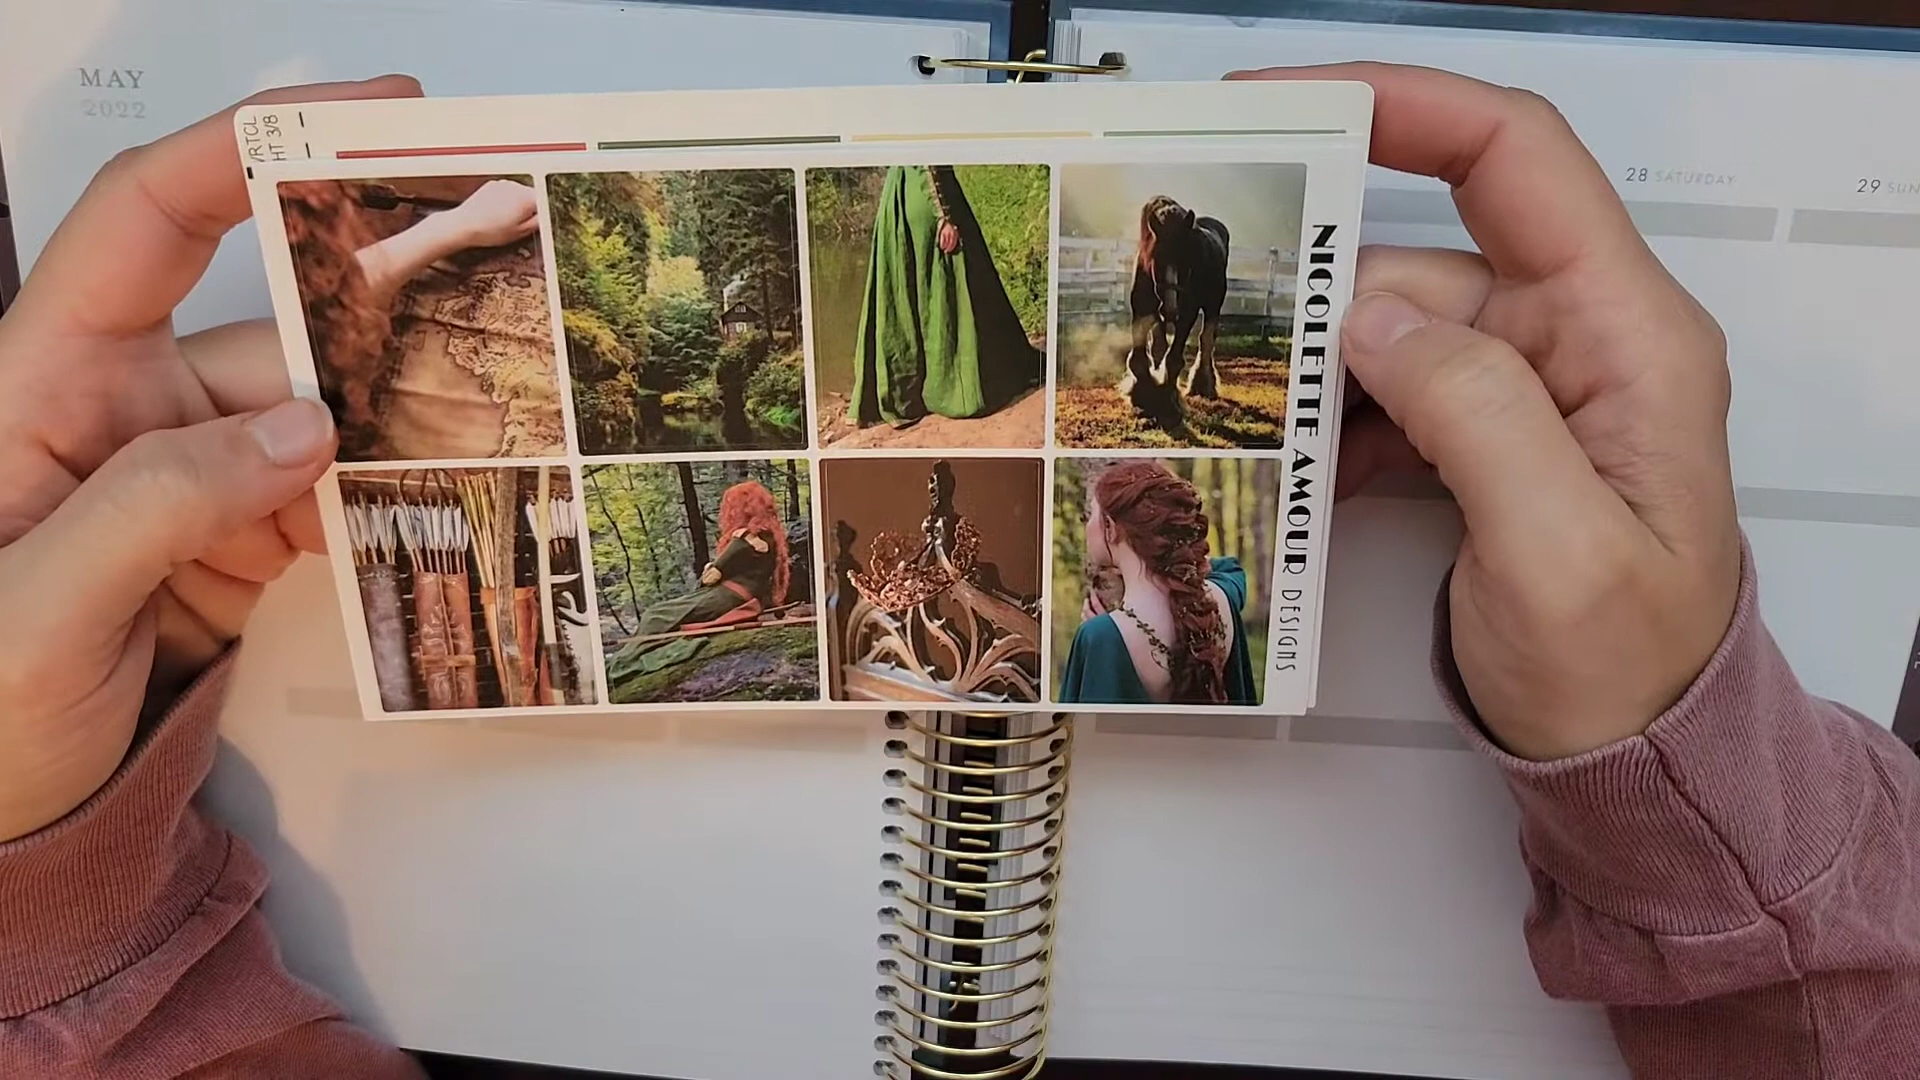 MAY
2022
VRTCL
HT 3/8
28 SATURDAY
29 SUN
NICOLETTE AMOUR DESIGNS